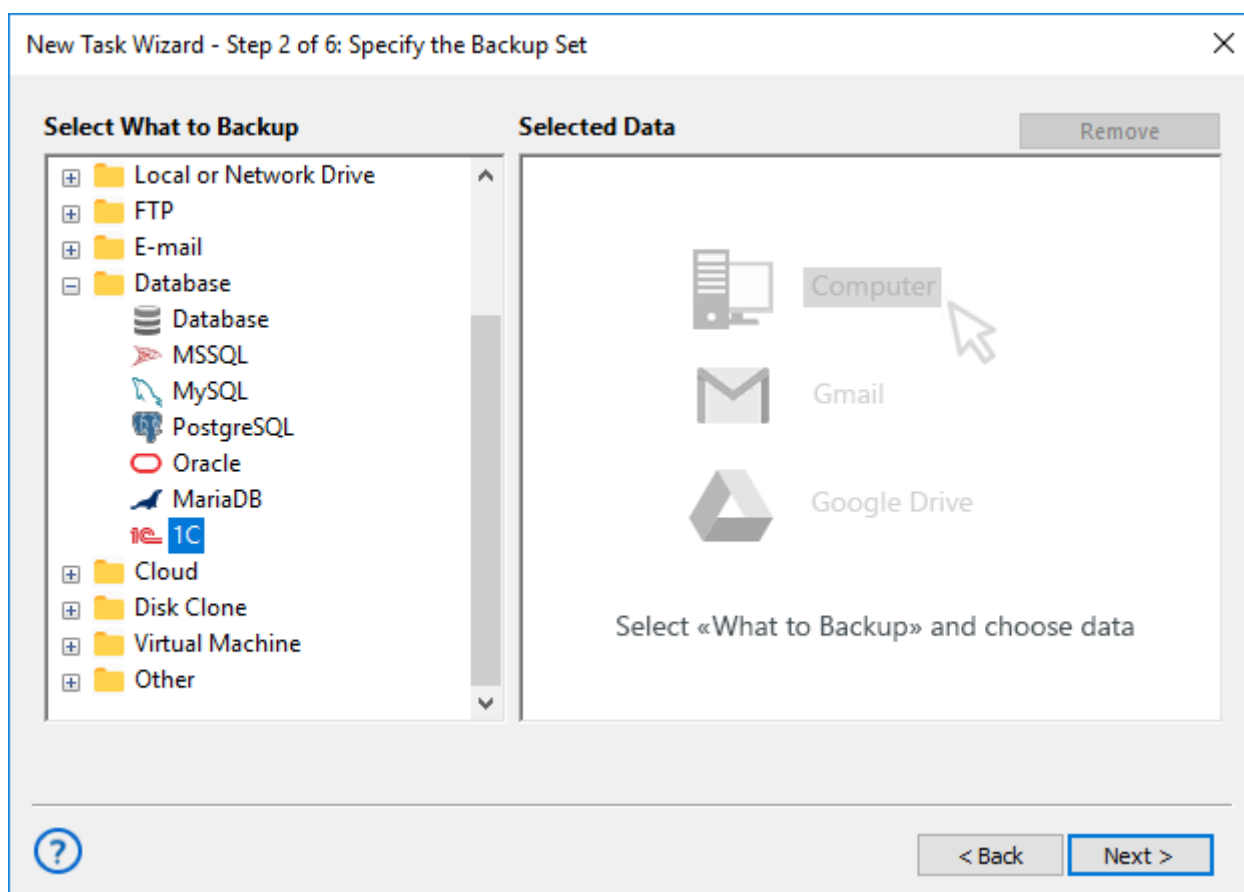 New Task Wizard - Step 2 of 6: Specify the Backup Set
Select What to Backup
Selected Data
Remove
Local or Network Drive
FTP
E-mail
Database
Database
MSSQL
MySQL
PostgreSQL
Oracle
MariaDB
1C
Cloud
Disk Clone
Virtual Machine
Other
Computer
Gmail
Google Drive
Select «What to Backup» and choose data
?
< Back
Next >